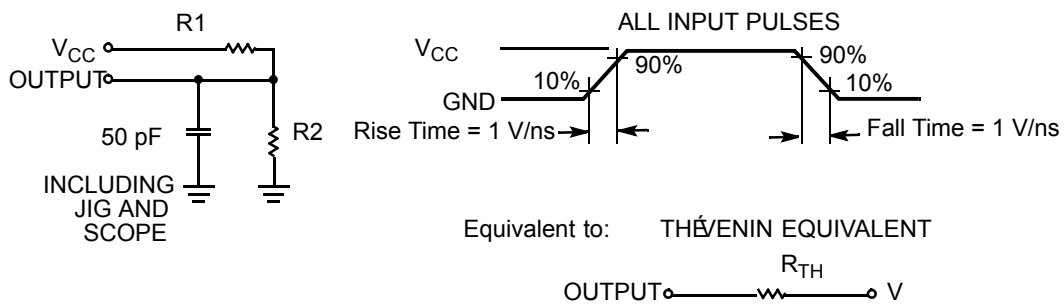 R1
VCC
OUTPUT
50 pF
R2
INCLUDING
JIG AND
SCOPE
ALL INPUT PULSES
VCC
GND
10%
90%
90%
10%
Rise Time = 1 V/ns
Fall Time = 1 V/ns
Equivalent to: THÉVENIN EQUIVALENT
RTH
OUTPUT
V